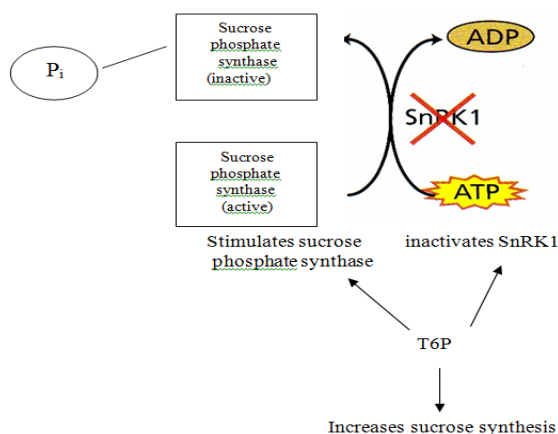 Sucrose
phosphate
synthase
(inactive)
Pi
ADP
SnRK1
Sucrose
phosphate
synthase
(active)
ATP
Stimulates sucrose
phosphate synthase
inactivates SnRK1
T6P
Increases sucrose synthesis